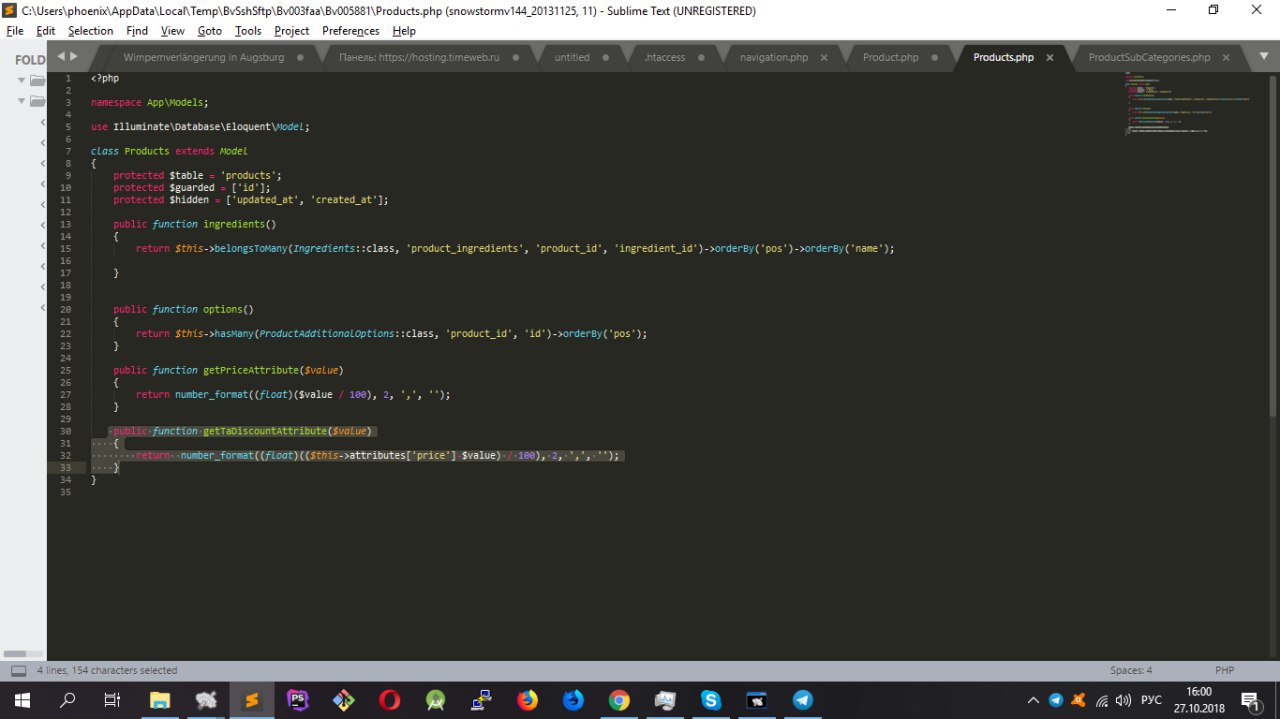 C:\Users\phoenix\AppData\Local\Temp\BvSshSftp\Bv003faa\Bv005381\Products.php (snowstormv144_20131125, 11) - Sublime Text (UNREGISTERED)
File Edit Selection Find View Goto Tools Project Preferences Help
FOLD
Wimpernverlängerung in Augsburg Панель: https://hosting.timeweb.ru untitled .htaccess navigation.php Product.php Products.php ProductSubCategories.php
1 <?php
2
3 namespace App\Models;
4
5 use Illuminate\Database\Eloquent\Model;
6
7 class Products extends Model
8 {
9 protected $table = 'products';
10 protected $guarded = ['id'];
11 protected $hidden = ['updated_at', 'created_at'];
12
13 public function ingredients()
14 {
15 return $this->belongsToMany(Ingredients::class, 'product_ingredients', 'product_id', 'ingredient_id')->orderBy('pos')->orderBy('name');
16
17 }
18
19
20 public function options()
21 {
22 return $this->hasMany(ProductAdditionalOptions::class, 'product_id', 'id')->orderBy('pos');
23 }
24
25 public function getPriceAttribute($value)
26 {
27 return number_format((float)($value / 100), 2, ',', '');
28 }
29
30 public function getTaDiscountAttribute($value)
31 {
32 return number_format((float)(($this->attributes['price'] $value) / 100), 2, ',', '');
33 }
34 }
35
4 lines, 154 characters selected Spaces: 4 PHP
PS РУС 16:00
27.10.2018 1